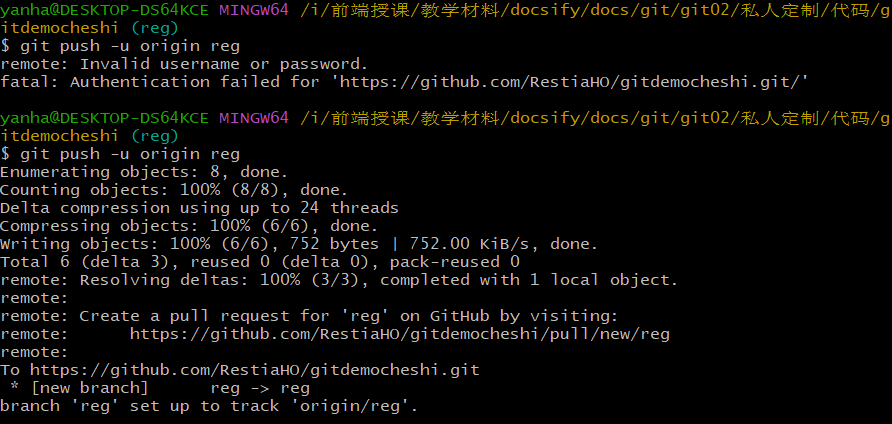 yanha@DESKTOP-DS64KCE MINGW64 /i/前端授课/教学材料/docsify/docs/git/git02/私人定制/代码/g
itdemocheshi (reg)
$ git push -u origin reg
remote: Invalid username or password.
fatal: Authentication failed for 'https://github.com/RestiaHO/gitdemocheshi.git/'
yanha@DESKTOP-DS64KCE MINGW64 /i/前端授课/教学材料/docsify/docs/git/git02/私人定制/代码/g
itdemocheshi (reg)
$ git push -u origin reg
Enumerating objects: 8, done.
Counting objects: 100% (8/8), done.
Delta compression using up to 24 threads
Compressing objects: 100% (6/6), done.
Writing objects: 100% (6/6), 752 bytes | 752.00 KiB/s, done.
Total 6 (delta 3), reused 0 (delta 0), pack-reused 0
remote: Resolving deltas: 100% (3/3), completed with 1 local object.
remote:
remote: Create a pull request for 'reg' on GitHub by visiting:
remote:      https://github.com/RestiaHO/gitdemocheshi/pull/new/reg
remote:
To https://github.com/RestiaHO/gitdemocheshi.git
 * [new branch]      reg -> reg
branch 'reg' set up to track 'origin/reg'.